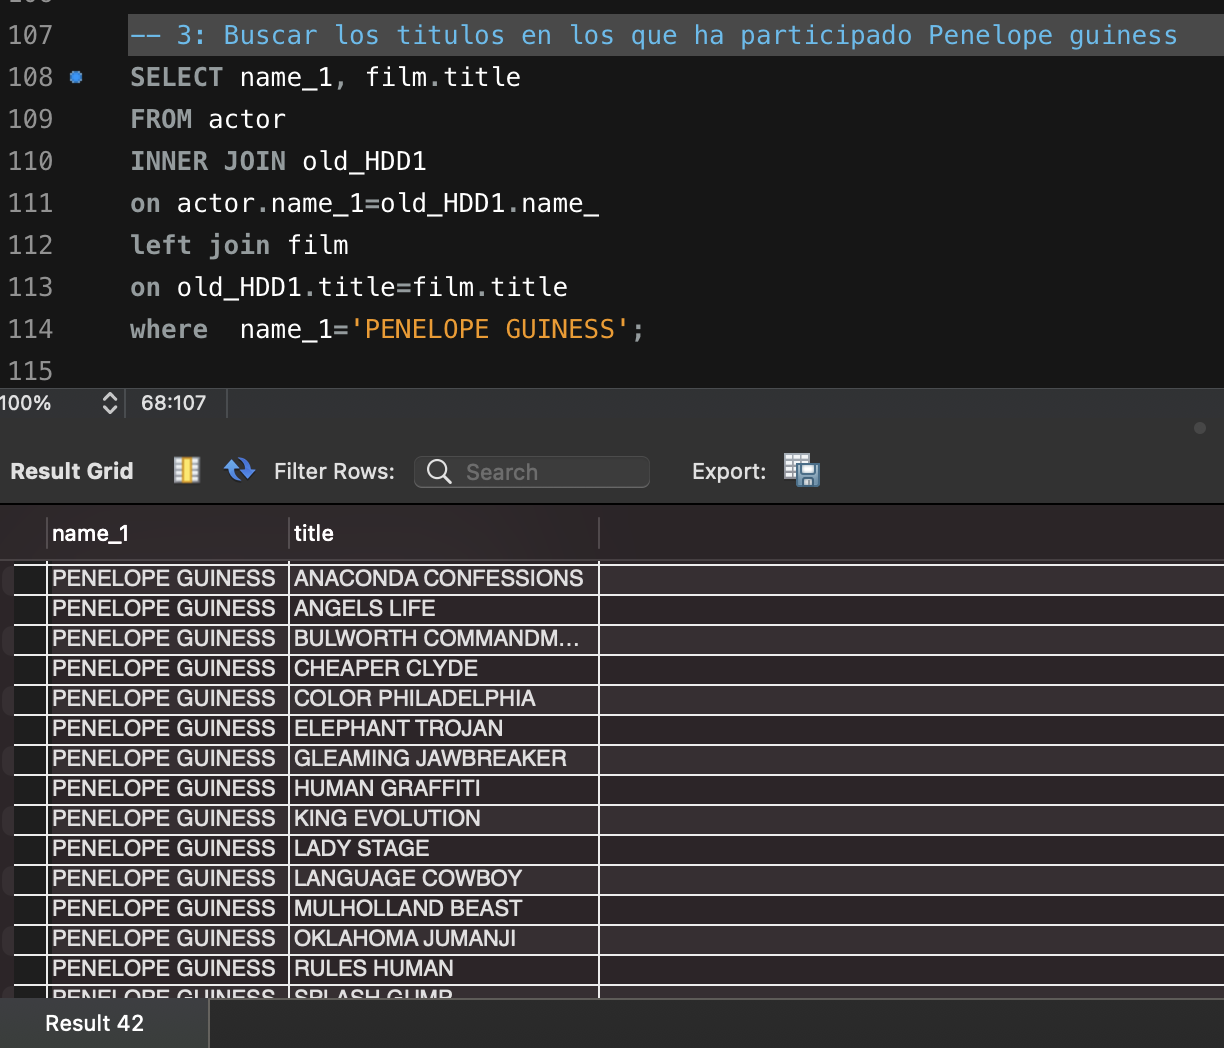 107 -- 3: Buscar los titulos en los que ha participado Penelope guiness
108 SELECT name_1, film.title
109 FROM actor
110 INNER JOIN old_HDD1
111 on actor.name_1=old_HDD1.name_
112 left join film
113 on old_HDD1.title=film.title
114 where  name_1='PENELOPE GUINESS';
115
100% 68:107
Result Grid Filter Rows: Search Export:
name_1 title
PENELOPE GUINESS ANACONDA CONFESSIONS
PENELOPE GUINESS ANGELS LIFE
PENELOPE GUINESS BULWORTH COMMANDM...
PENELOPE GUINESS CHEAPER CLYDE
PENELOPE GUINESS COLOR PHILADELPHIA
PENELOPE GUINESS ELEPHANT TROJAN
PENELOPE GUINESS GLEAMING JAWBREAKER
PENELOPE GUINESS HUMAN GRAFFITI
PENELOPE GUINESS KING EVOLUTION
PENELOPE GUINESS LADY STAGE
PENELOPE GUINESS LANGUAGE COWBOY
PENELOPE GUINESS MULHOLLAND BEAST
PENELOPE GUINESS OKLAHOMA JUMANJI
PENELOPE GUINESS RULES HUMAN
PENELOPE GUINESS SPLASH GUMP
Result 42